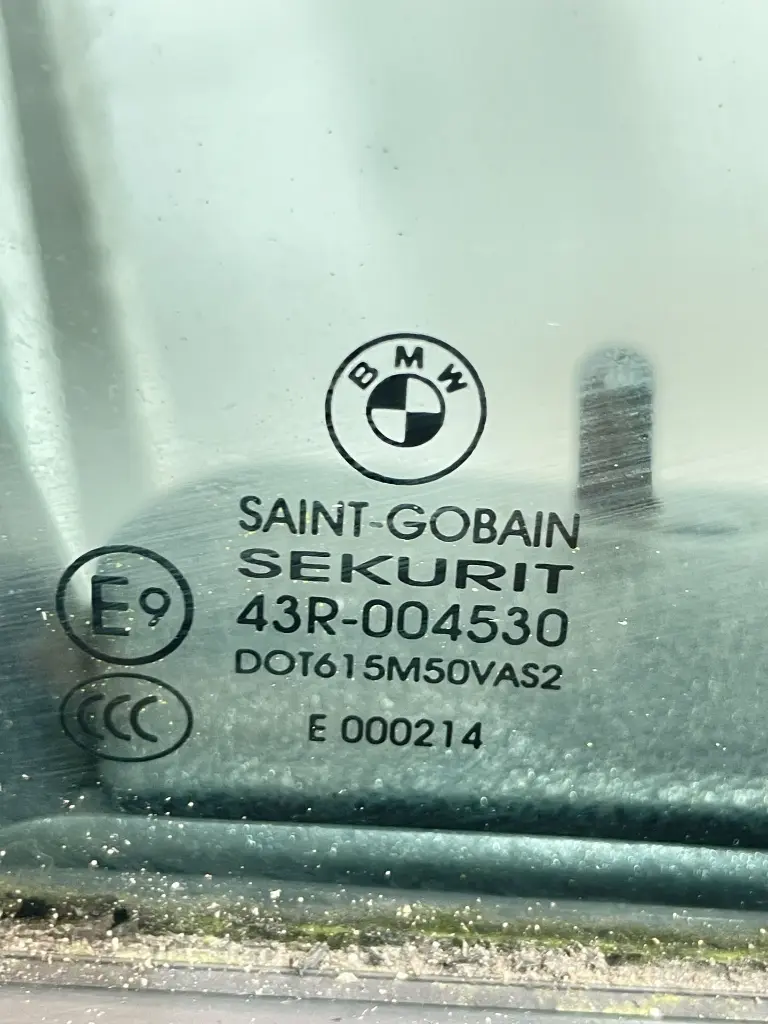 BMW
SAINT-GOBAIN
SEKURIT
E9
43R-004530
DOT615M50VAS2
CCC
E 000214